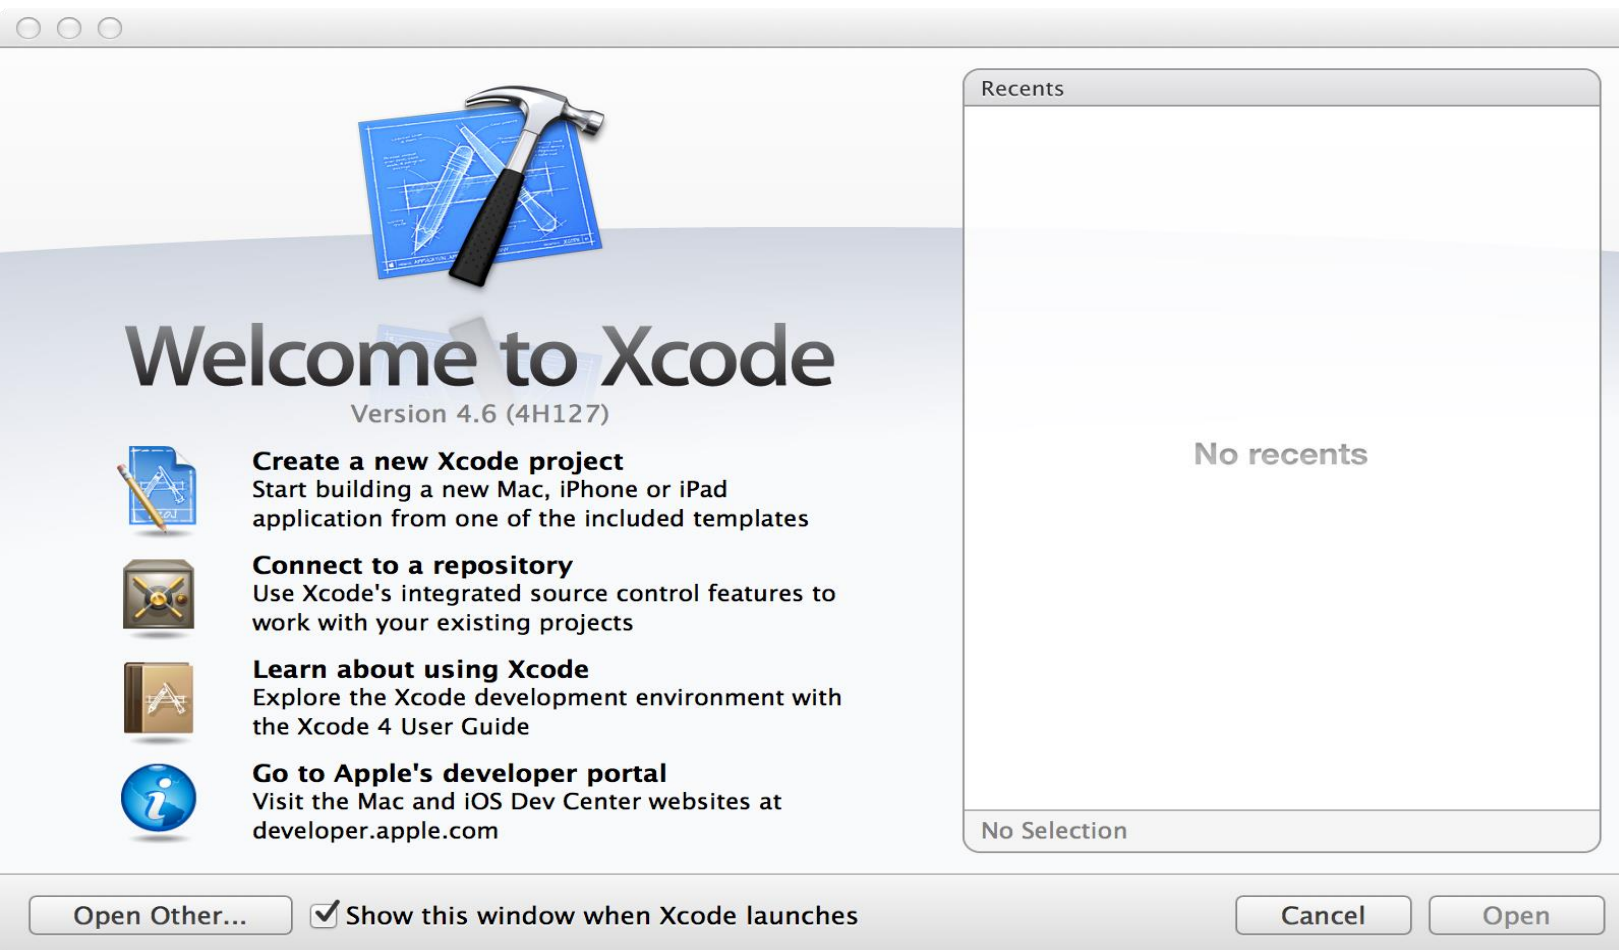 Recents
Welcome to Xcode
Version 4.6 (4H127)
Create a new Xcode project
Start building a new Mac, iPhone or iPad
application from one of the included templates
Connect to a repository
Use Xcode's integrated source control features to
work with your existing projects
Learn about using Xcode
Explore the Xcode development environment with
the Xcode 4 User Guide
Go to Apple's developer portal
Visit the Mac and iOS Dev Center websites at
developer.apple.com
No recents
No Selection
Open Other...
Show this window when Xcode launches
Cancel
Open